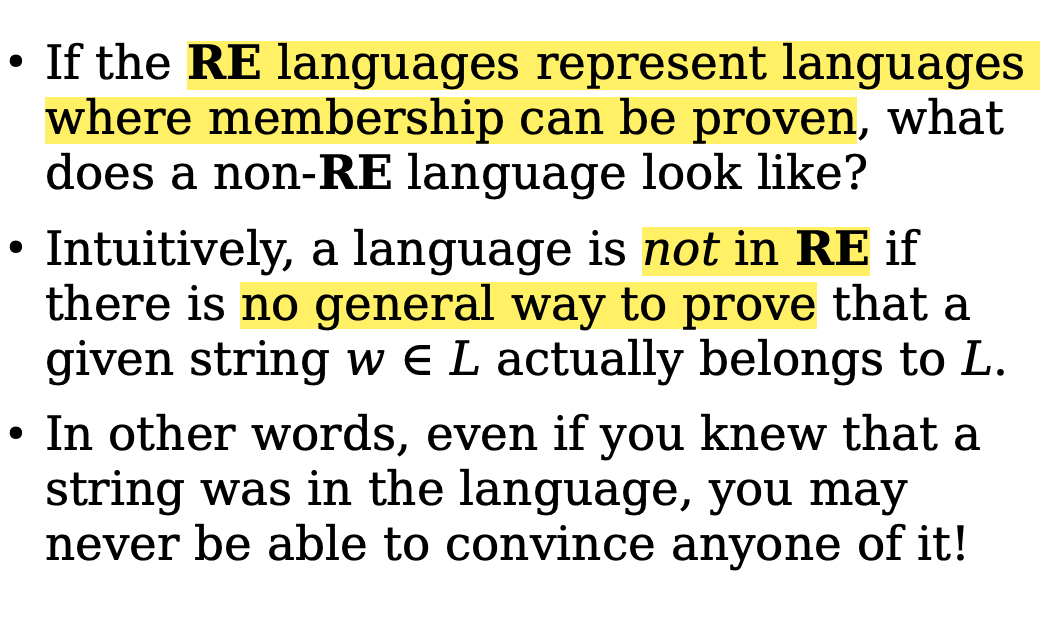 • If the RE languages represent languages
where membership can be proven, what
does a non-RE language look like?
• Intuitively, a language is not in RE if
there is no general way to prove that a
given string w ∈ L actually belongs to L.
• In other words, even if you knew that a
string was in the language, you may
never be able to convince anyone of it!